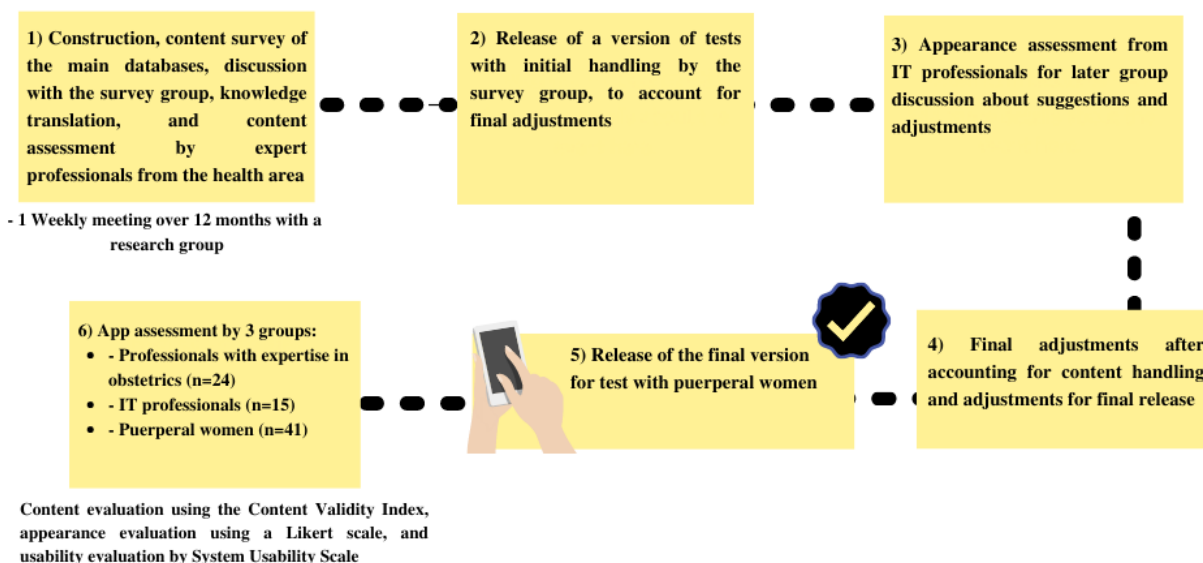 1) Construction, content survey of
the main databases, discussion
with the survey group, knowledge
translation, and content
assessment by expert
professionals from the health area
- 1 Weekly meeting over 12 months with a
research group
2) Release of a version of tests
with initial handling by the
survey group, to account for
final adjustments
3) Appearance assessment from
IT professionals for later group
discussion about suggestions and
adjustments
4) Final adjustments after
accounting for content handling
and adjustments for final release
5) Release of the final version
for test with puerperal women
6) App assessment by 3 groups:
• - Professionals with expertise in
obstetrics (n=24)
• - IT professionals (n=15)
• - Puerperal women (n=41)
Content evaluation using the Content Validity Index,
appearance evaluation using a Likert scale, and
usability evaluation by System Usability Scale